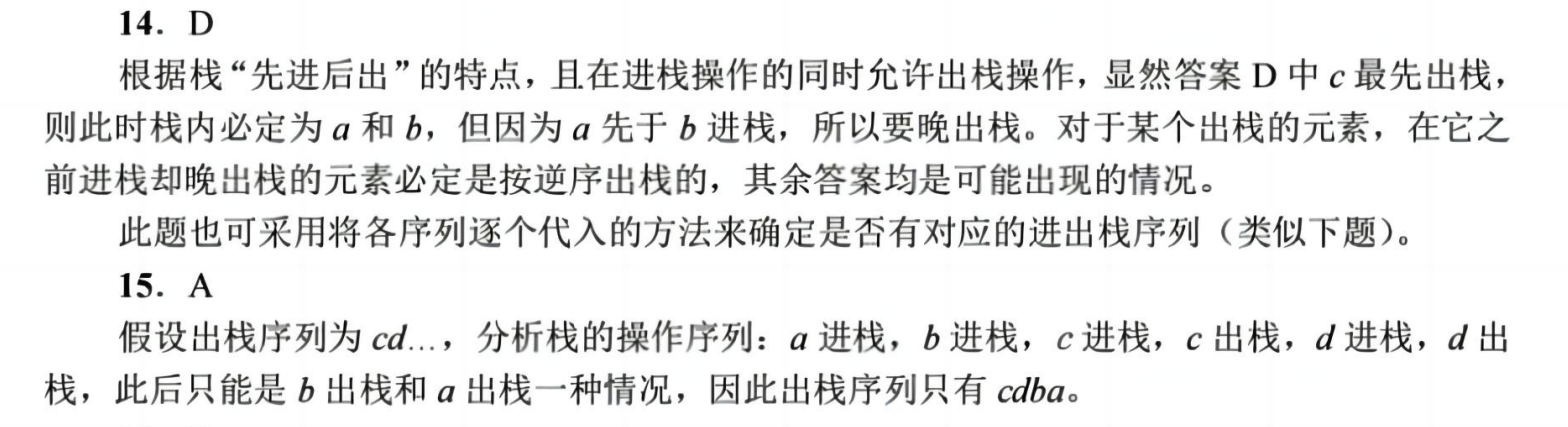 14. D
根据栈“先进后出”的特点，且在进栈操作的同时允许出栈操作，显然答案 D 中 c 最先出栈，
则此时栈内必定为 a 和 b，但因为 a 先于 b 进栈，所以要晚出栈。对于某个出栈的元素，在它之
前进栈却晚出栈的元素必定是按逆序出栈的，其余答案均是可能出现的情况。
此题也可采用将各序列逐个代入的方法来确定是否有对应的进出栈序列（类似下题）。
15. A
假设出栈序列为 cd…，分析栈的操作序列：a 进栈，b 进栈，c 进栈，c 出栈，d 进栈，d 出
栈，此后只能是 b 出栈和 a 出栈一种情况，因此出栈序列只有 cdba。